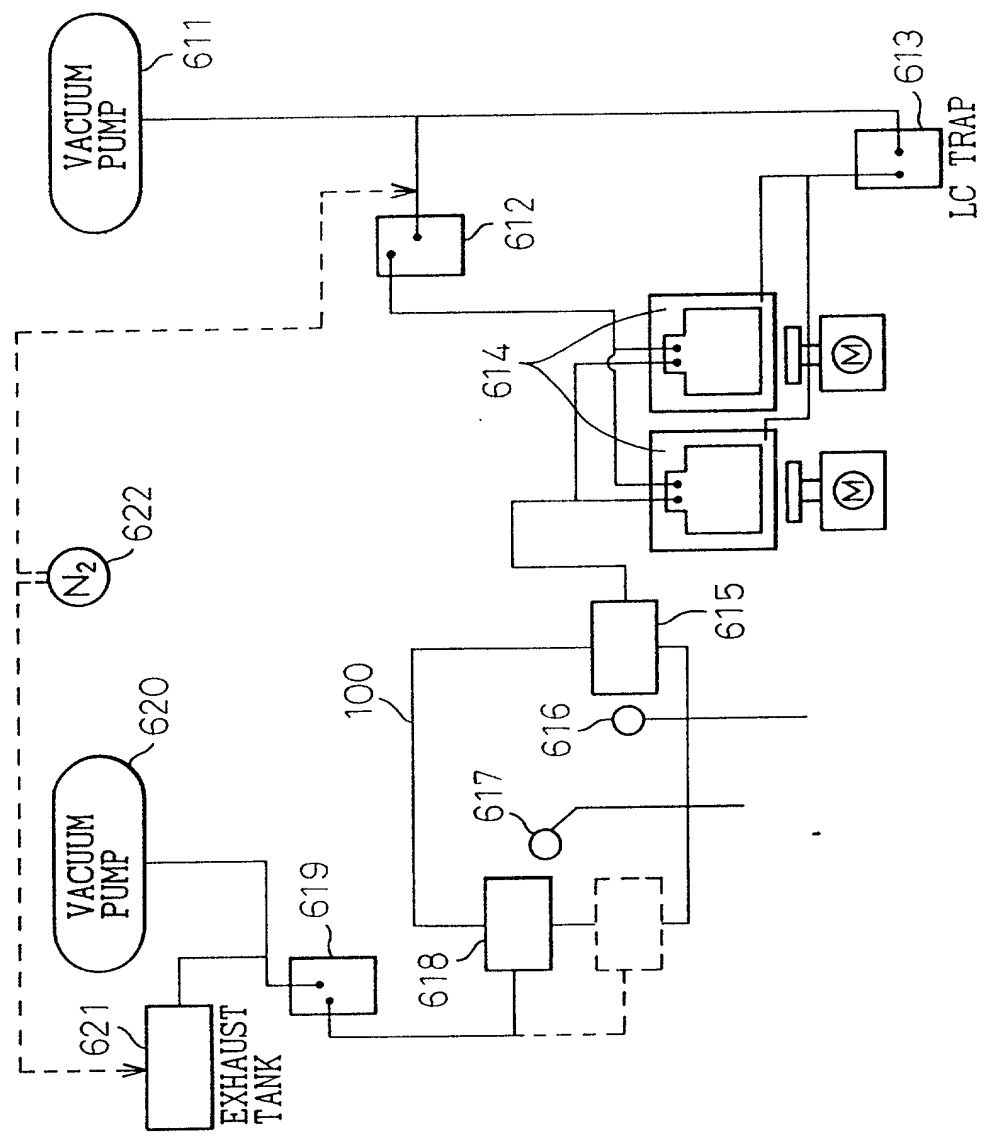 VACUUM
PUMP
611
613
LC TRAP
612
614
M
M
N2
622
VACUUM
PUMP
620
615
100
616
617
618
619
621
EXHAUST
TANK